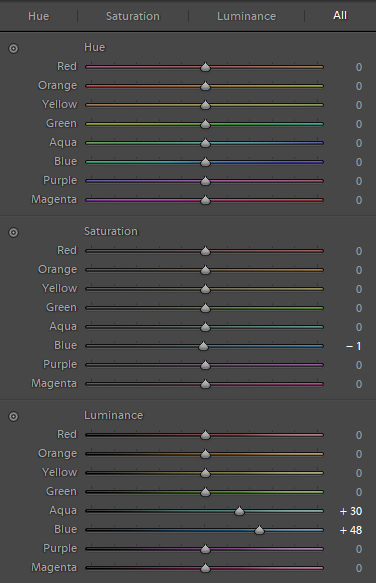 Hue Saturation Luminance All
Hue
Red 0
Orange 0
Yellow 0
Green 0
Aqua 0
Blue 0
Purple 0
Magenta 0
Saturation
Red 0
Orange 0
Yellow 0
Green 0
Aqua 0
Blue – 1
Purple 0
Magenta 0
Luminance
Red 0
Orange 0
Yellow 0
Green 0
Aqua + 30
Blue + 48
Purple 0
Magenta 0